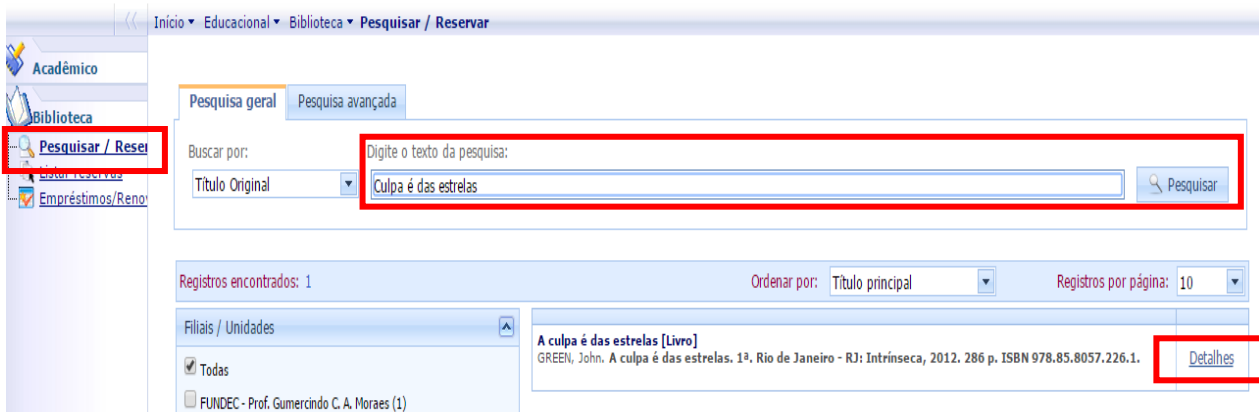 Início Educacional Biblioteca Pesquisar / Reservar
Acadêmico
Biblioteca
Pesquisar / Reser
Listar reservas
Empréstimos/Reno
Pesquisa geral Pesquisa avançada
Buscar por: Digite o texto da pesquisa:
Título Original Culpa é das estrelas Pesquisar
Registros encontrados: 1 Ordenar por: Título principal Registros por página: 10
Filiais / Unidades
Todas
FUNDEC - Prof. Gumercindo C. A. Moraes (1)
A culpa é das estrelas [Livro]
GREEN, John. A culpa é das estrelas. 1ª. Rio de Janeiro - RJ: Intrínseca, 2012. 286 p. ISBN 978.85.8057.226.1.
Detalhes